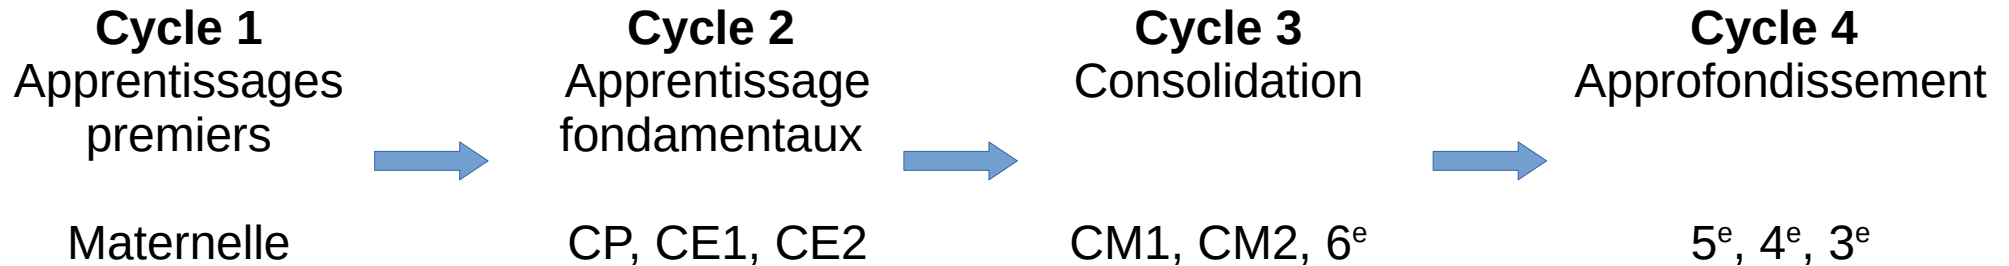 Cycle 1
Apprentissages
premiers
Maternelle
Cycle 2
Apprentissage
fondamentaux
CP, CE1, CE2
Cycle 3
Consolidation
CM1, CM2, 6e
Cycle 4
Approfondissement
5e, 4e, 3e